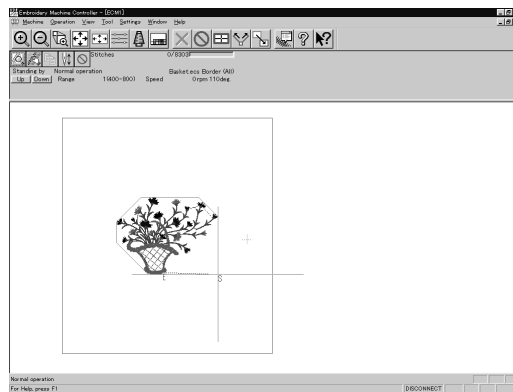 Embroidery Machine Controller - [ECM1]
Machine Operation View Tool Settings Window Help
Stitches 0/8303
Standing by Normal operation Basket.ecs Border (All)
Up Down Range 1(400-800) Speed 0rpm 110deg.
E
S
Normal operation
For Help, press F1 DISCONNECT